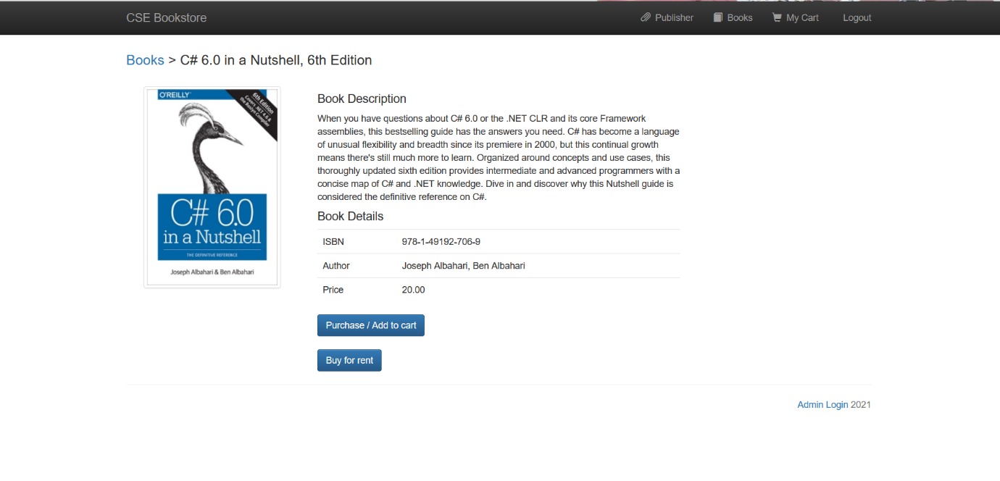 CSE Bookstore
Publisher
Books
My Cart
Logout
Books > C# 6.0 in a Nutshell, 6th Edition
O'REILLY
6th Edition
Covers .NET 4.6 &
the Roslyn Compiler
C# 6.0
in a Nutshell
THE DEFINITIVE REFERENCE
Joseph Albahari & Ben Albahari
Book Description
When you have questions about C# 6.0 or the .NET CLR and its core Framework
assemblies, this bestselling guide has the answers you need. C# has become a language
of unusual flexibility and breadth since its premiere in 2000, but this continual growth
means there's still much more to learn. Organized around concepts and use cases, this
thoroughly updated sixth edition provides intermediate and advanced programmers with a
concise map of C# and .NET knowledge. Dive in and discover why this Nutshell guide is
considered the definitive reference on C#.
Book Details
ISBN 978-1-49192-706-9
Author Joseph Albahari, Ben Albahari
Price 20.00
Purchase / Add to cart
Buy for rent
Admin Login 2021